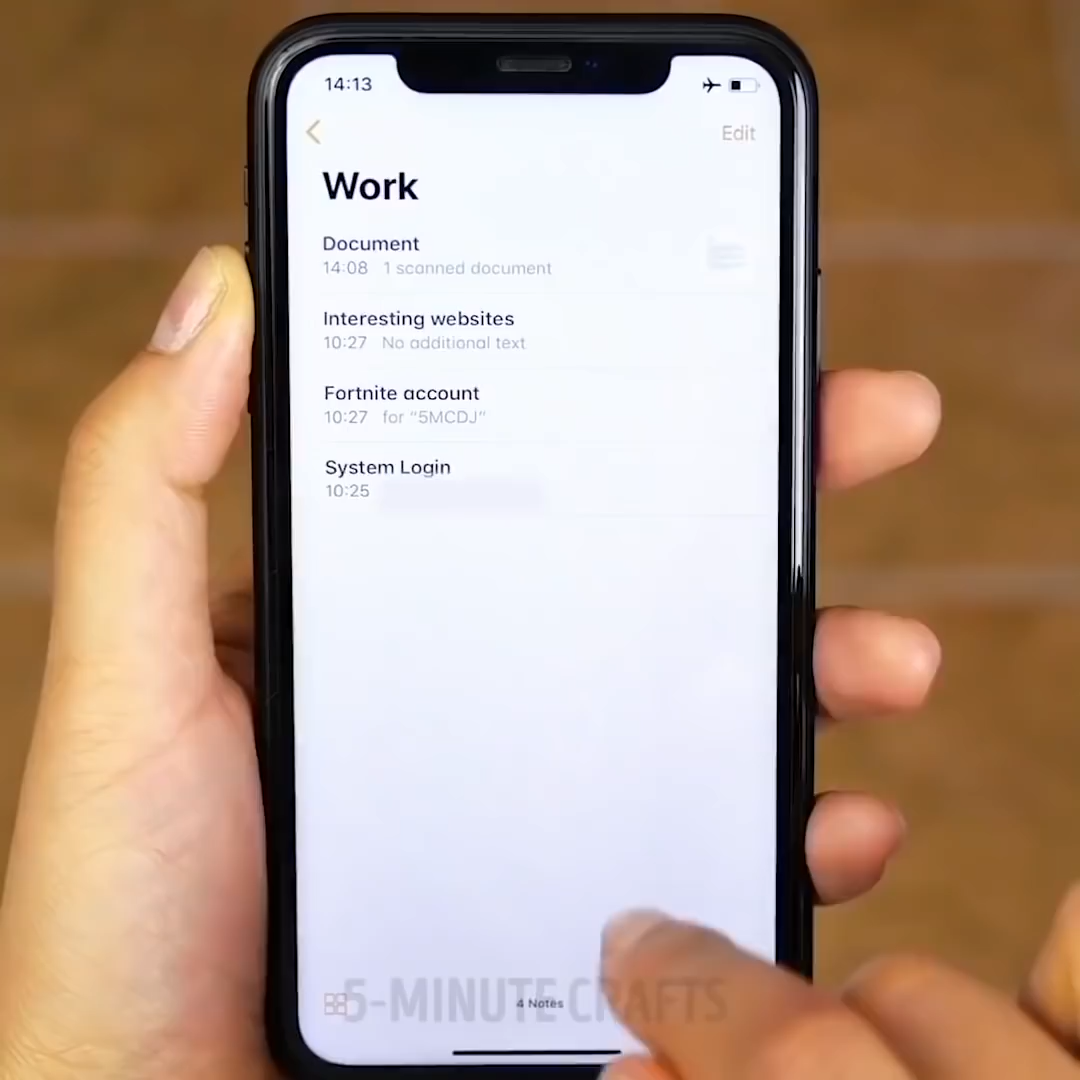 14:13
Edit
Work
Document
14:08 1 scanned document
Interesting websites
10:27 No additional text
Fortnite account
10:27 for “5MCDJ”
System Login
10:25
4 Notes
5-MINUTE CRAFTS